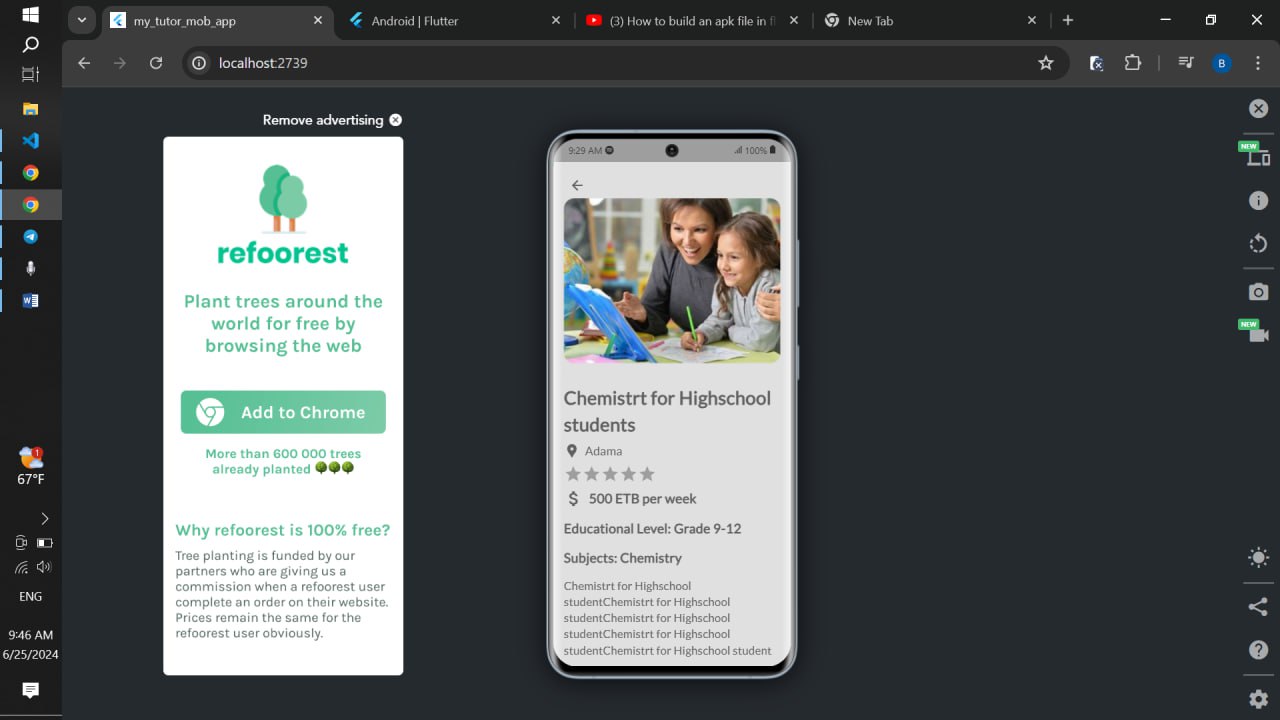 my_tutor_mob_app
Android | Flutter
(3) How to build an apk file in fl
New Tab
localhost:2739
B
Remove advertising
refoorest
Plant trees around the
world for free by
browsing the web
Add to Chrome
More than 600 000 trees
already planted
Why refoorest is 100% free?
Tree planting is funded by our
partners who are giving us a
commission when a refoorest user
complete an order on their website.
Prices remain the same for the
refoorest user obviously.
9:29 AM
100%
Chemistrt for Highschool
students
Adama
$ 500 ETB per week
Educational Level: Grade 9-12
Subjects: Chemistry
Chemistrt for Highschool
studentChemistrt for Highschool
studentChemistrt for Highschool
studentChemistrt for Highschool
studentChemistrt for Highschool student
NEW
NEW
1
67°F
ENG
9:46 AM
6/25/2024